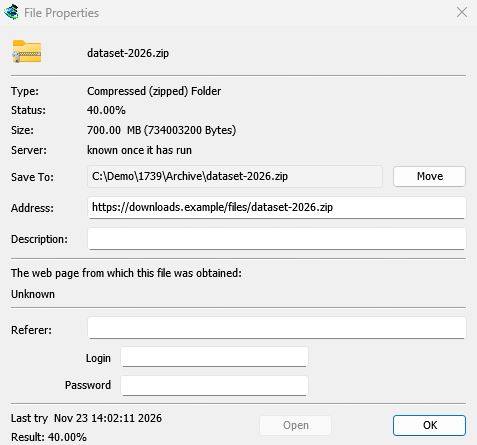 File Properties
dataset-2026.zip
Type: Compressed (zipped) Folder
Status: 40.00%
Size: 700.00 MB (734003200 Bytes)
Server: known once it has run
Save To: C:\Demo\1739\Archive\dataset-2026.zip Move
Address: https://downloads.example/files/dataset-2026.zip
Description:
The web page from which this file was obtained:
Unknown
Referer:
Login
Password
Last try Nov 23 14:02:11 2026
Open OK
Result: 40.00%